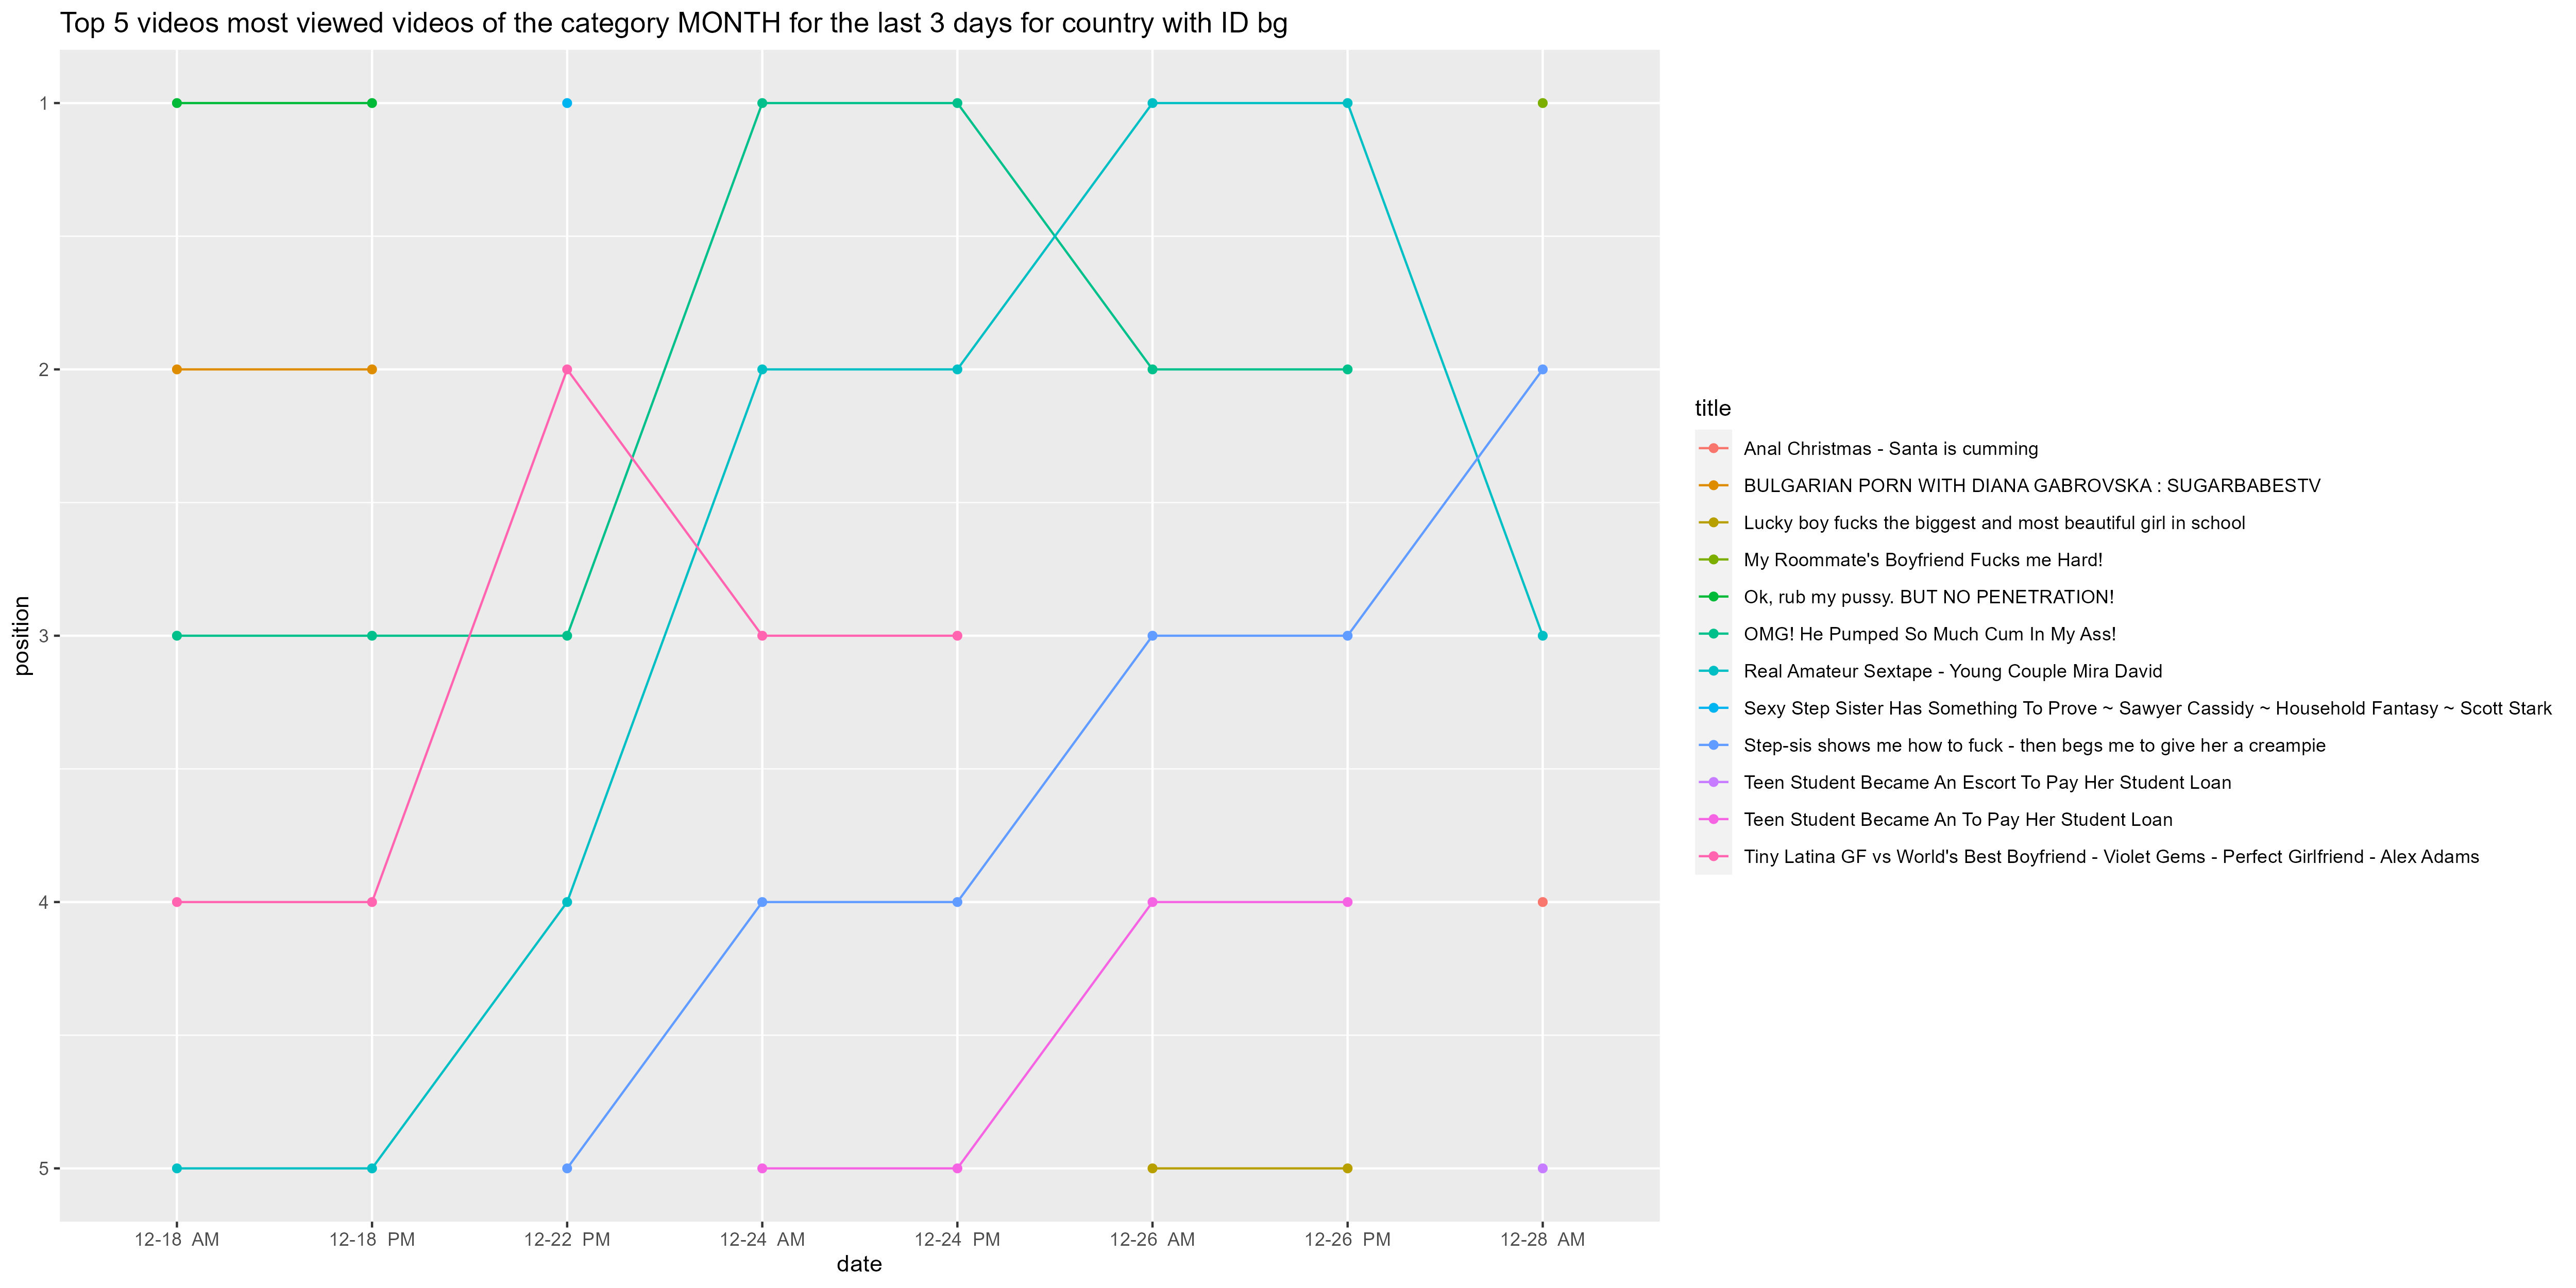 Top 5 videos most viewed videos of the category MONTH for the last 3 days for country with ID bg
position
1
2
3
4
5
12-18 AM
12-18 PM
12-22 PM
12-24 AM
12-24 PM
12-26 AM
12-26 PM
12-28 AM
date
title
Anal Christmas - Santa is cumming
BULGARIAN PORN WITH DIANA GABROVSKA : SUGARBABESTV
Lucky boy fucks the biggest and most beautiful girl in school
My Roommate's Boyfriend Fucks me Hard!
Ok, rub my pussy. BUT NO PENETRATION!
OMG! He Pumped So Much Cum In My Ass!
Real Amateur Sextape - Young Couple Mira David
Sexy Step Sister Has Something To Prove ~ Sawyer Cassidy ~ Household Fantasy ~ Scott Stark
Step-sis shows me how to fuck - then begs me to give her a creampie
Teen Student Became An Escort To Pay Her Student Loan
Teen Student Became An To Pay Her Student Loan
Tiny Latina GF vs World's Best Boyfriend - Violet Gems - Perfect Girlfriend - Alex Adams